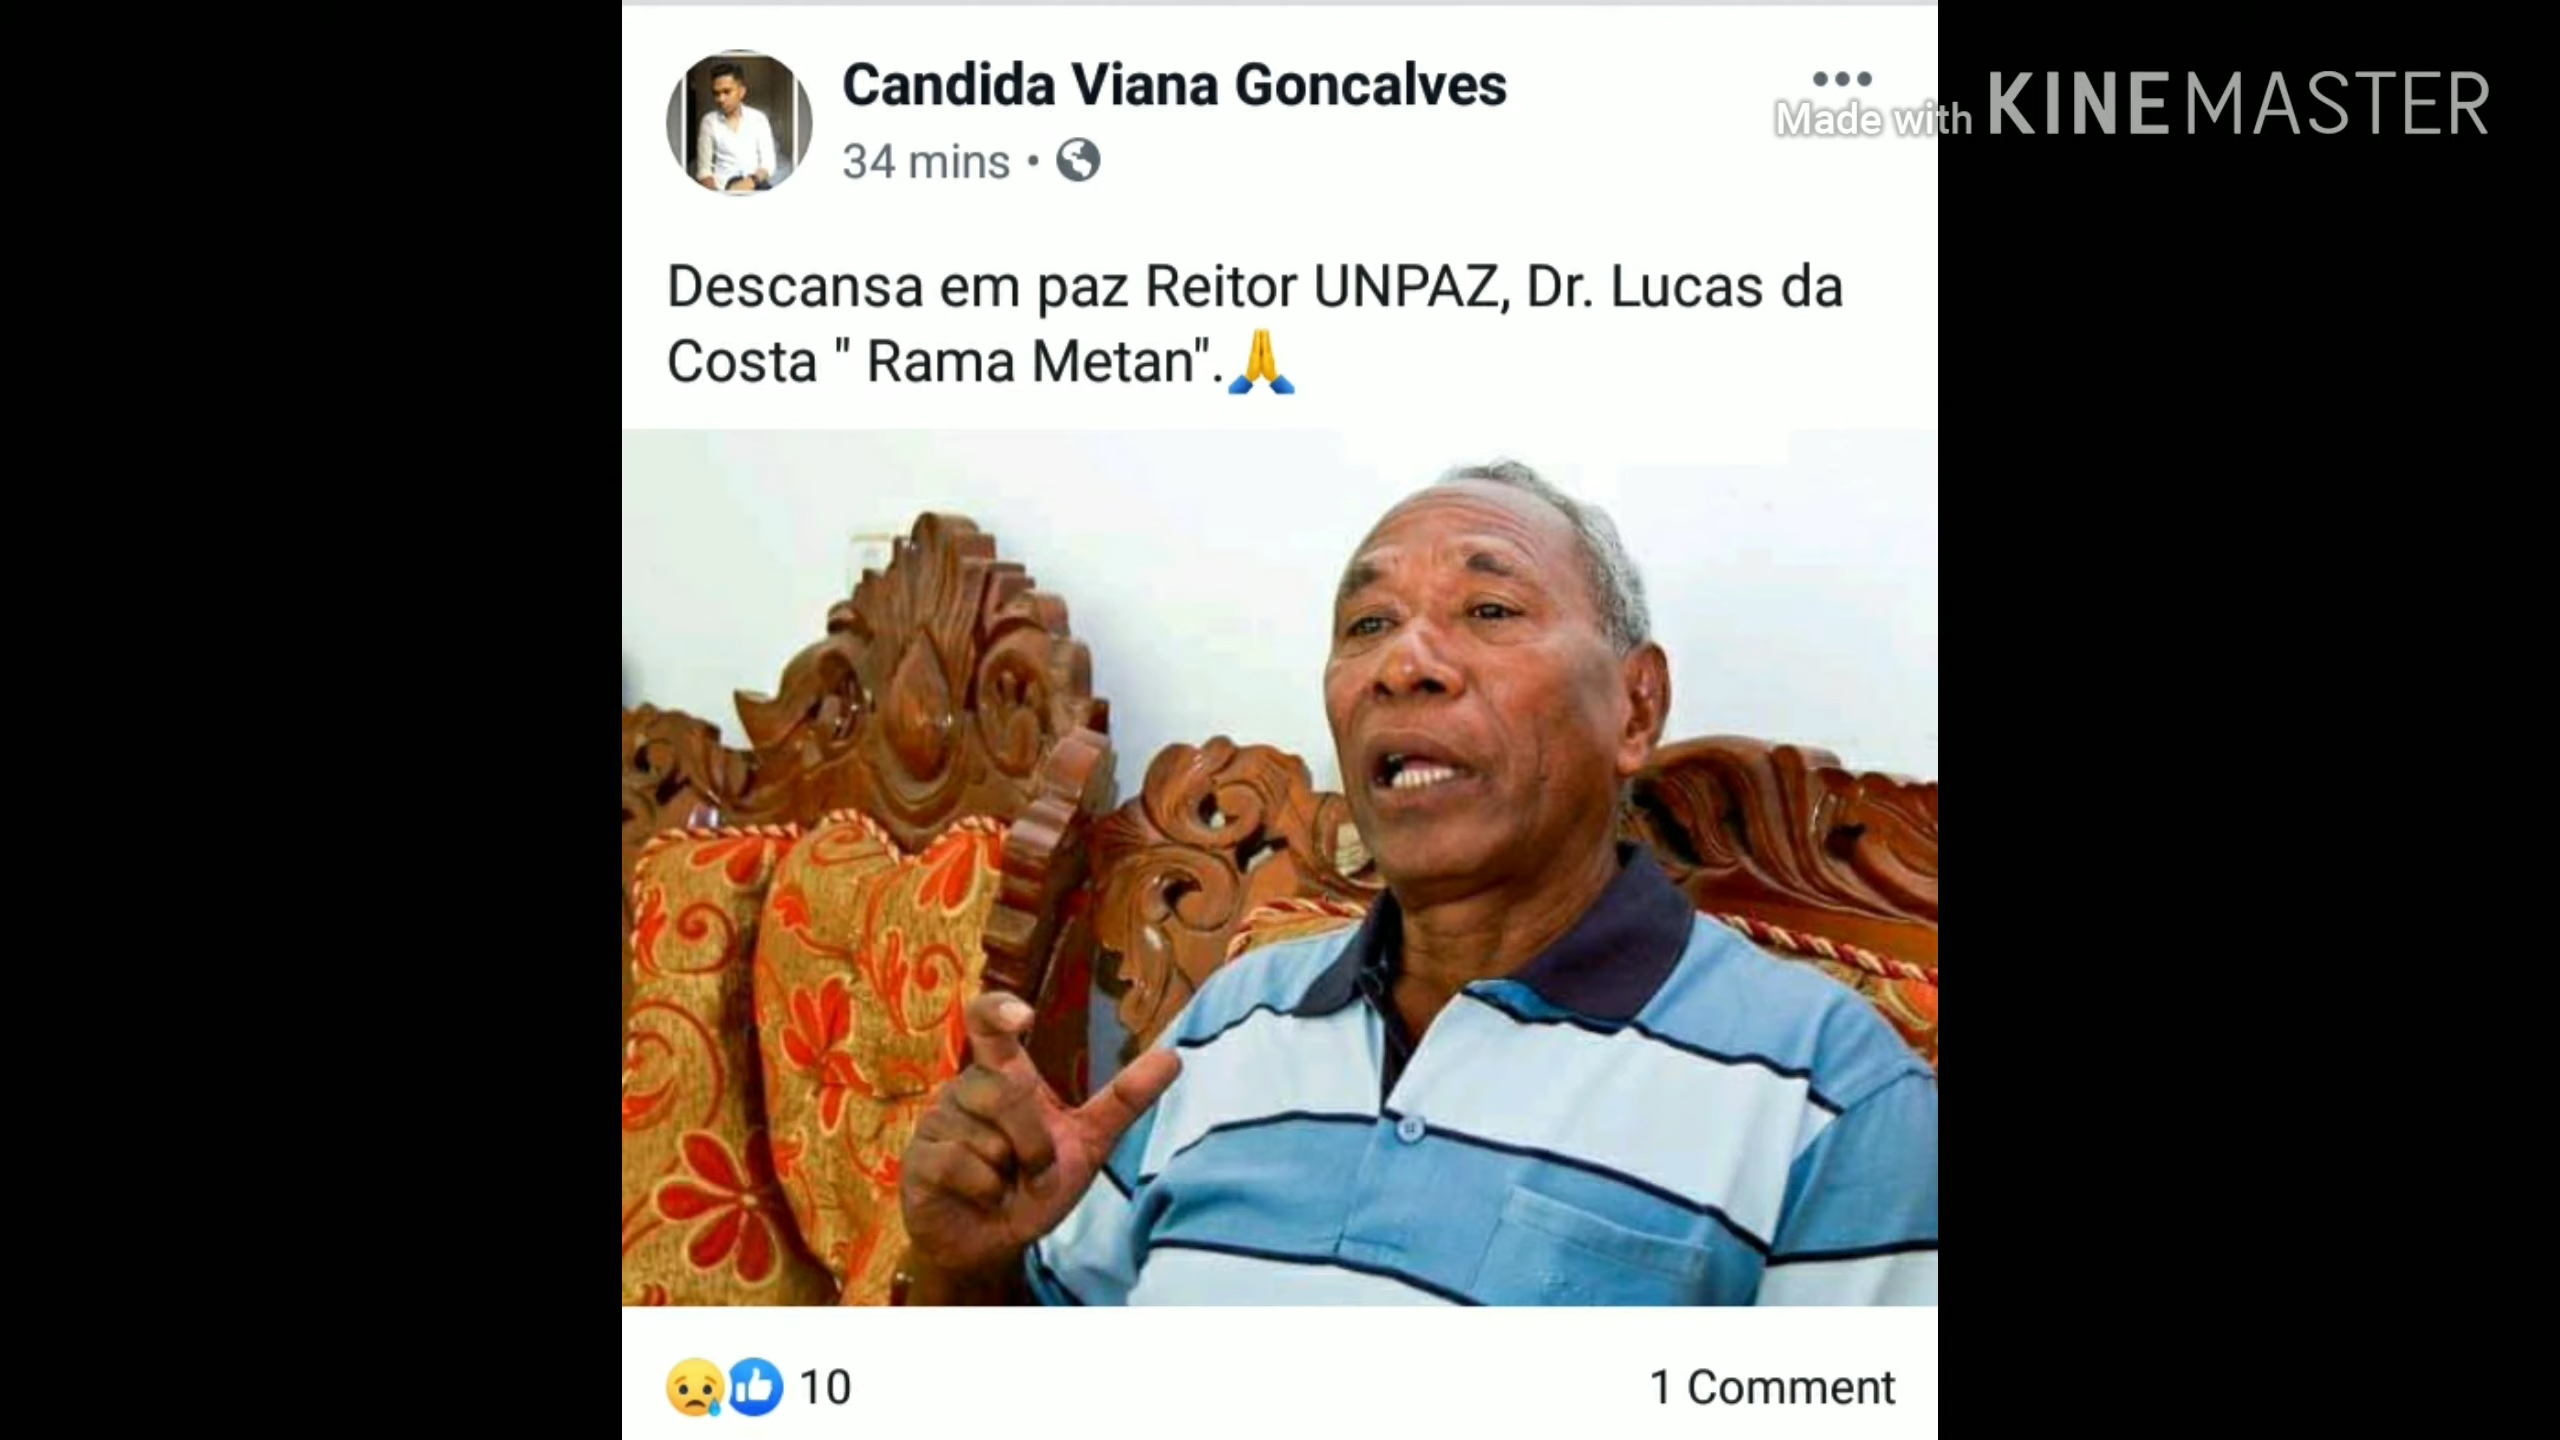 Candida Viana Goncalves
34 mins •
Made with KINEMASTER
Descansa em paz Reitor UNPAZ, Dr. Lucas da
Costa " Rama Metan".🙏
10
1 Comment